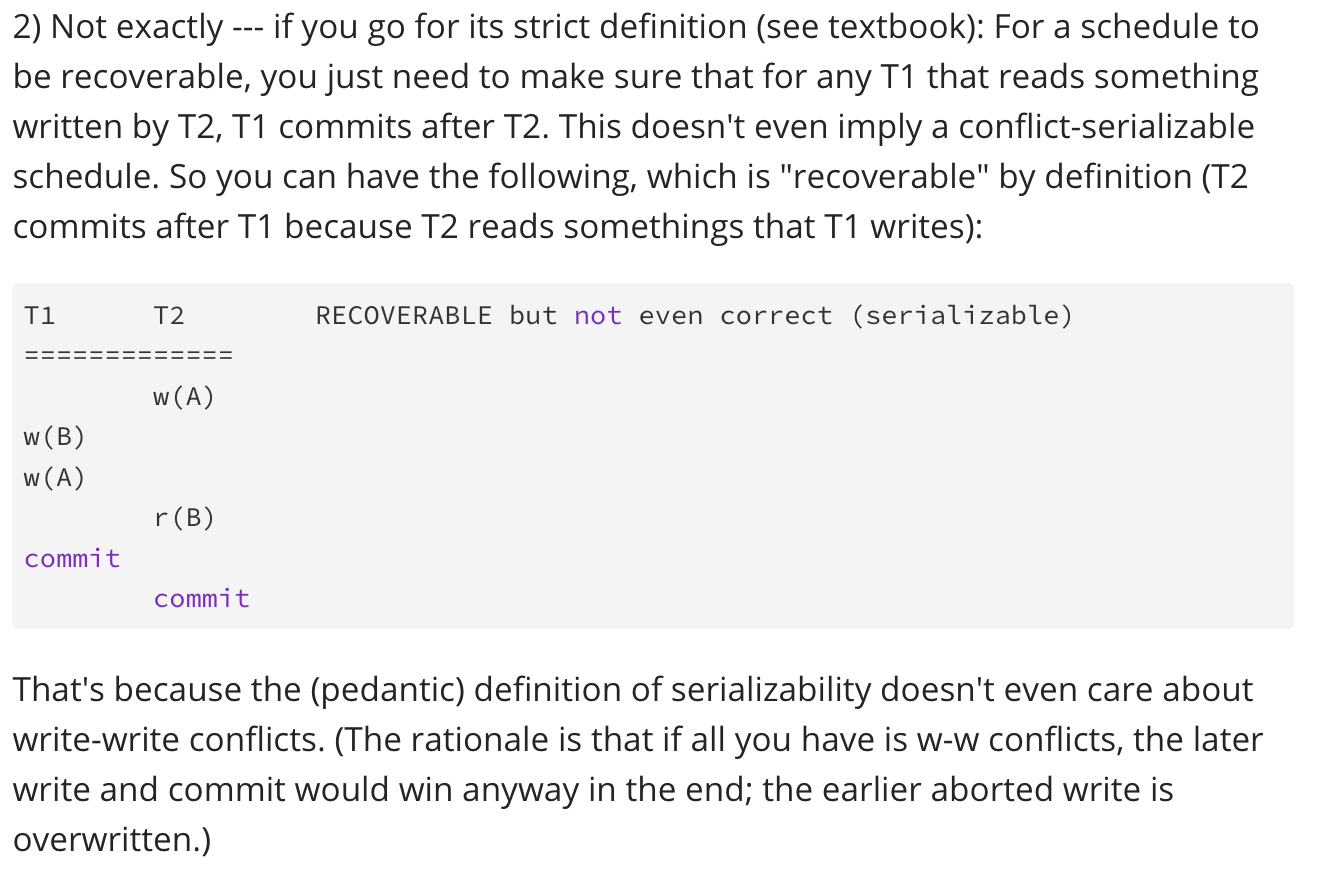 2) Not exactly --- if you go for its strict definition (see textbook): For a schedule to
be recoverable, you just need to make sure that for any T1 that reads something
written by T2, T1 commits after T2. This doesn't even imply a conflict-serializable
schedule. So you can have the following, which is "recoverable" by definition (T2
commits after T1 because T2 reads somethings that T1 writes):
T1      T2        RECOVERABLE but not even correct (serializable)
=============
        w(A)
w(B)
w(A)
        r(B)
commit
        commit
That's because the (pedantic) definition of serializability doesn't even care about
write-write conflicts. (The rationale is that if all you have is w-w conflicts, the later
write and commit would win anyway in the end; the earlier aborted write is
overwritten.)